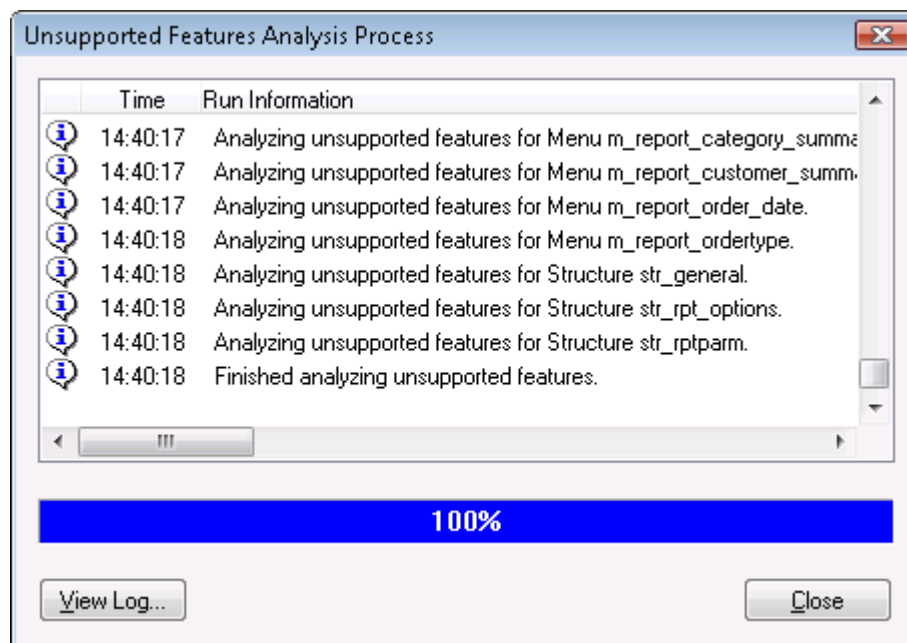 Unsupported Features Analysis Process
Time Run Information
14:40:17 Analyzing unsupported features for Menu m_report_category_summa
14:40:17 Analyzing unsupported features for Menu m_report_customer_summ
14:40:17 Analyzing unsupported features for Menu m_report_order_date.
14:40:18 Analyzing unsupported features for Menu m_report_ordertype.
14:40:18 Analyzing unsupported features for Structure str_general.
14:40:18 Analyzing unsupported features for Structure str_rpt_options.
14:40:18 Analyzing unsupported features for Structure str_rptparm.
14:40:18 Finished analyzing unsupported features.
100%
View Log...
Close